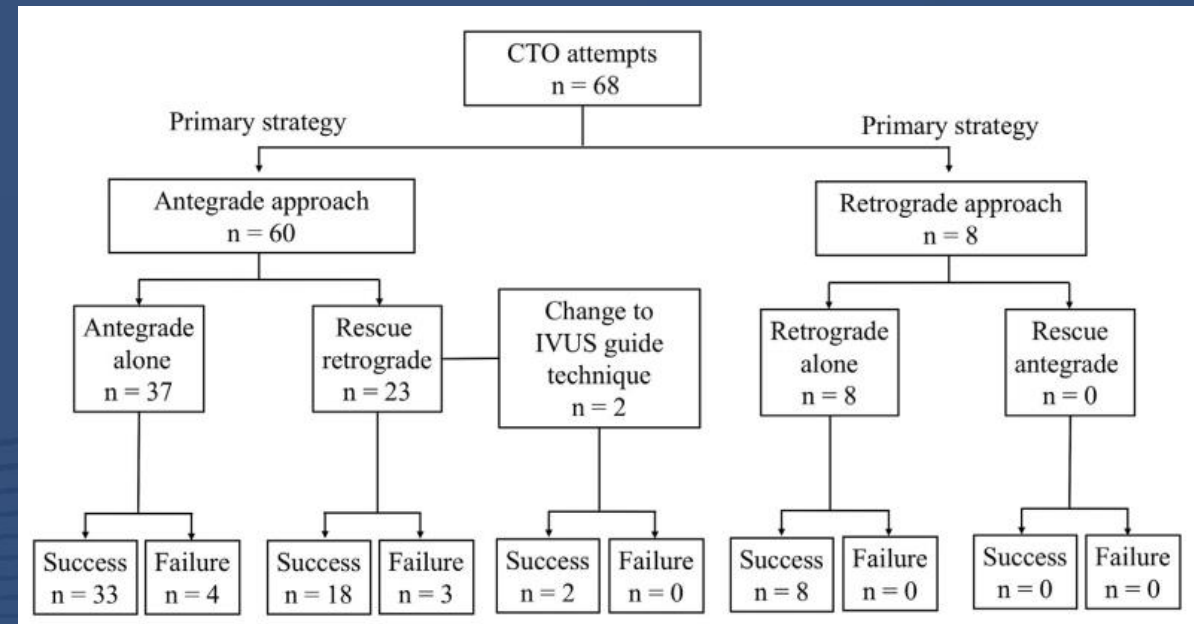 CTO attempts
n = 68
Primary strategy
Primary strategy
Antegrade approach
n = 60
Retrograde approach
n = 8
Antegrade
alone
n = 37
Rescue
retrograde
n = 23
Change to
IVUS guide
technique
n = 2
Retrograde
alone
n = 8
Rescue
antegrade
n = 0
Success
n = 33
Failure
n = 4
Success
n = 18
Failure
n = 3
Success
n = 2
Failure
n = 0
Success
n = 8
Failure
n = 0
Success
n = 0
Failure
n = 0